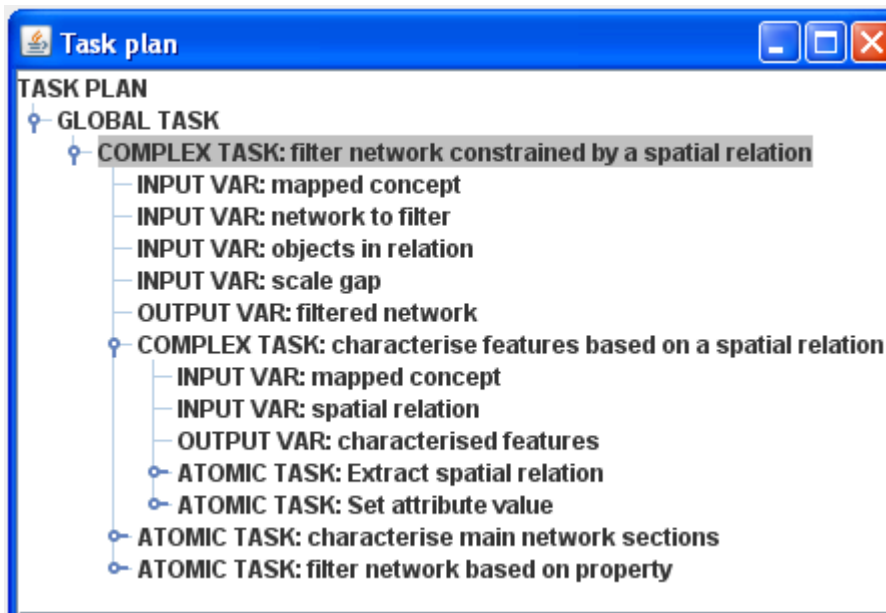 Task plan
TASK PLAN
GLOBAL TASK
COMPLEX TASK: filter network constrained by a spatial relation
INPUT VAR: mapped concept
INPUT VAR: network to filter
INPUT VAR: objects in relation
INPUT VAR: scale gap
OUTPUT VAR: filtered network
COMPLEX TASK: characterise features based on a spatial relation
INPUT VAR: mapped concept
INPUT VAR: spatial relation
OUTPUT VAR: characterised features
ATOMIC TASK: Extract spatial relation
ATOMIC TASK: Set attribute value
ATOMIC TASK: characterise main network sections
ATOMIC TASK: filter network based on property